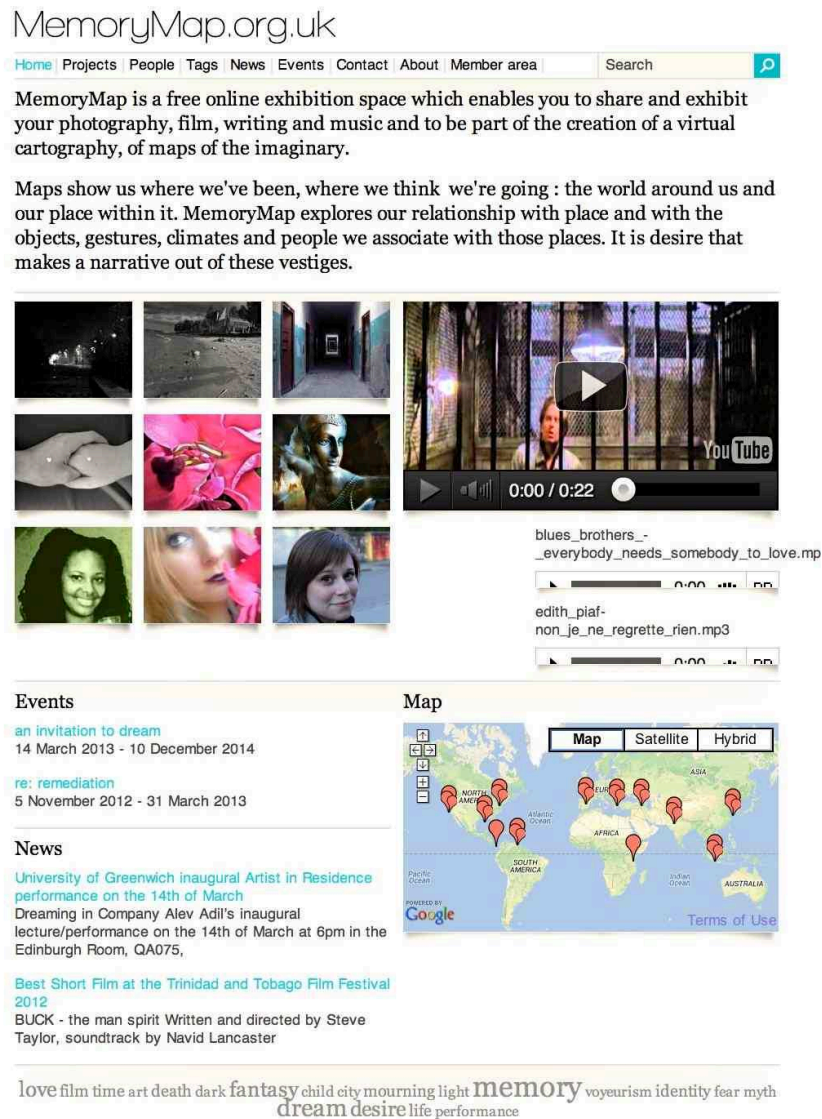 MemoryMap.org.uk
Home Projects People Tags News Events Contact About Member area Search
MemoryMap is a free online exhibition space which enables you to share and exhibit
your photography, film, writing and music and to be part of the creation of a virtual
cartography, of maps of the imaginary.
Maps show us where we've been, where we think we're going : the world around us and
our place within it. MemoryMap explores our relationship with place and with the
objects, gestures, climates and people we associate with those places. It is desire that
makes a narrative out of these vestiges.
YouTube
0:00 / 0:22
blues_brothers_-
_everybody_needs_somebody_to_love.mp
0:00
edith_piaf-
non_je_ne_regrette_rien.mp3
0:00
Events
an invitation to dream
14 March 2013 - 10 December 2014
re: remediation
5 November 2012 - 31 March 2013
News
University of Greenwich inaugural Artist in Residence
performance on the 14th of March
Dreaming in Company Alev Adil's inaugural
lecture/performance on the 14th of March at 6pm in the
Edinburgh Room, QA075,
Best Short Film at the Trinidad and Tobago Film Festival
2012
BUCK - the man spirit Written and directed by Steve
Taylor, soundtrack by Navid Lancaster
Map
Map Satellite Hybrid
ASIA
NORTH
AMER
EUR
Atlantic
Ocean
AFRICA
SOUTH
AMERICA
Pacific
Ocean
Indian
Ocean
AUSTRALIA
POWERED BY
Google
Terms of Use
love film time art death dark fantasy child city mourning light memory voyeurism identity fear myth
dream desire life performance